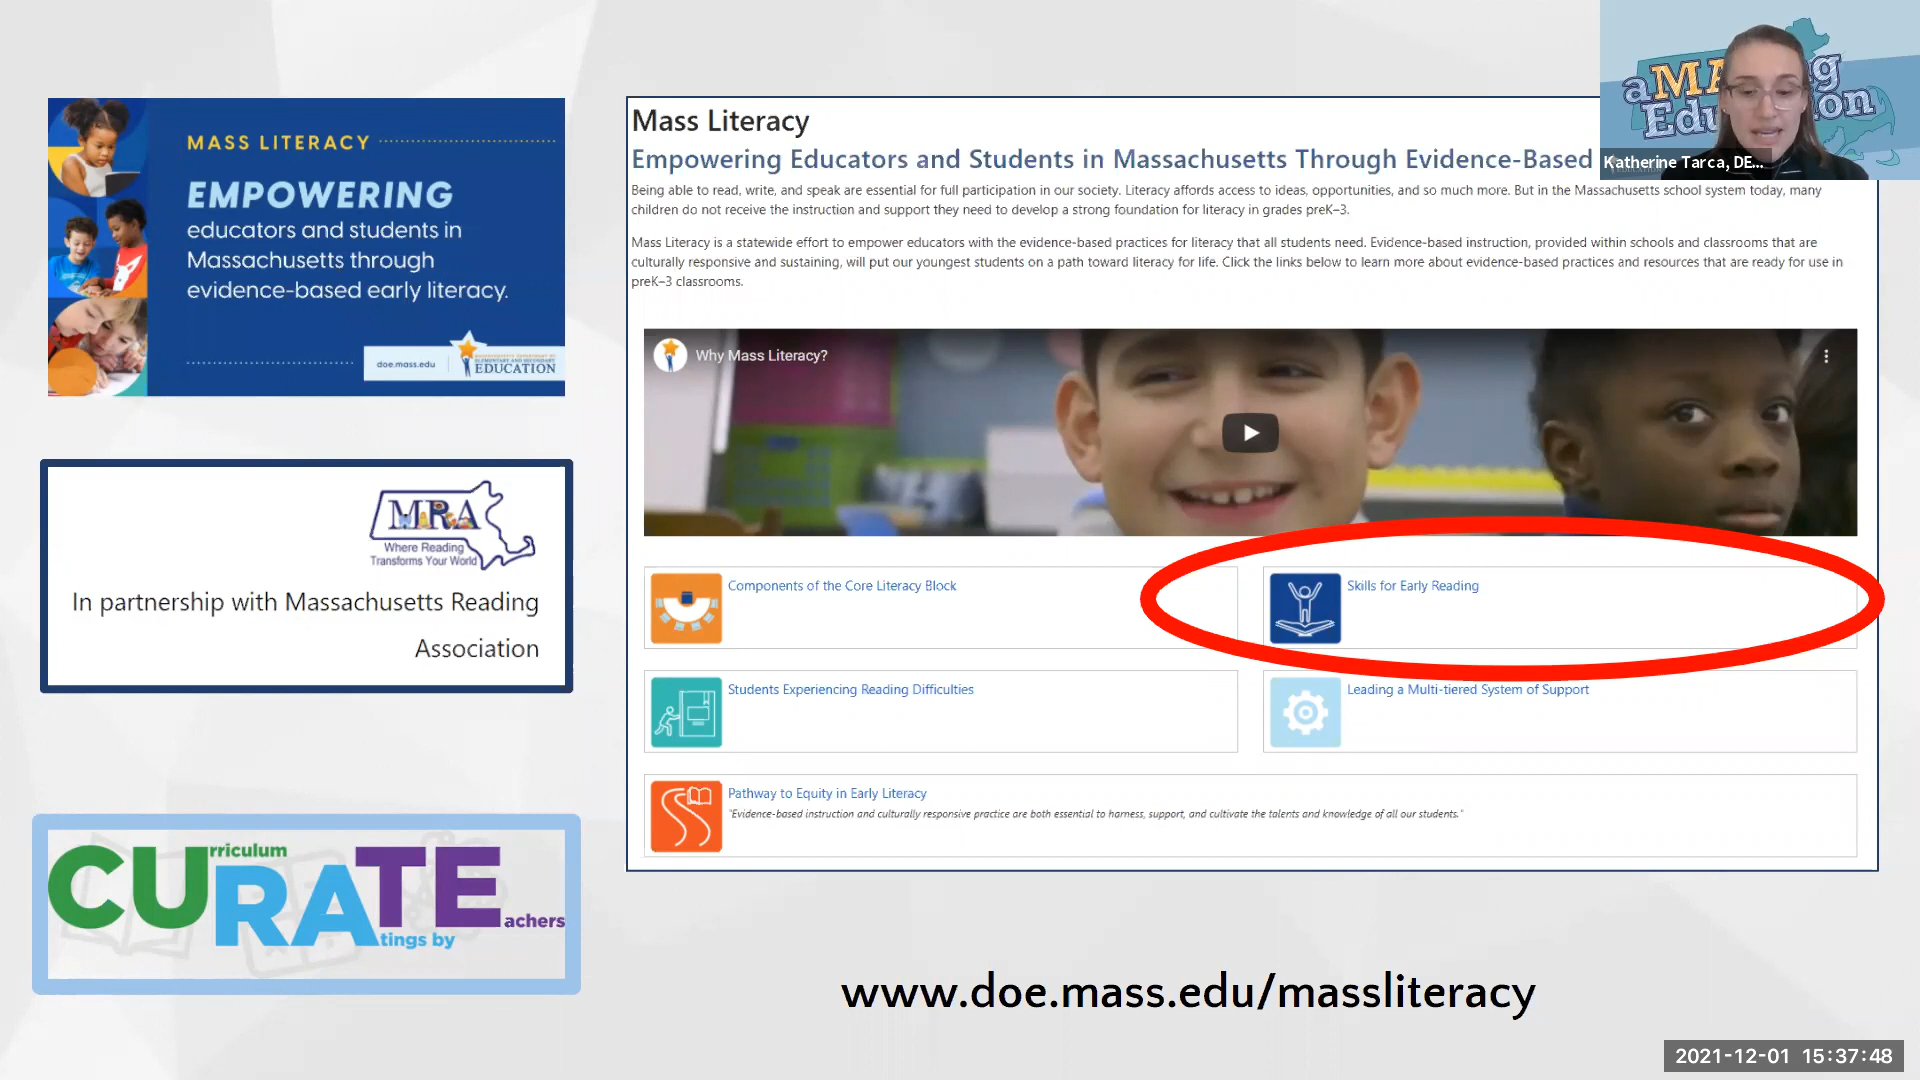 MASS LITERACY
EMPOWERING
educators and students in
Massachusetts through
evidence-based early literacy.
doe.mass.edu
MASSACHUSETTS DEPARTMENT OF
ELEMENTARY AND SECONDARY
EDUCATION
MRA
Where Reading
Transforms Your World
In partnership with Massachusetts Reading
Association
CURATE
rriculum
achers
tings by
Mass Literacy
Empowering Educators and Students in Massachusetts Through Evidence-Based
Being able to read, write, and speak are essential for full participation in our society. Literacy affords access to ideas, opportunities, and so much more. But in the Massachusetts school system today, many
children do not receive the instruction and support they need to develop a strong foundation for literacy in grades preK–3.
Mass Literacy is a statewide effort to empower educators with the evidence-based practices for literacy that all students need. Evidence-based instruction, provided within schools and classrooms that are
culturally responsive and sustaining, will put our youngest students on a path toward literacy for life. Click the links below to learn more about evidence-based practices and resources that are ready for use in
preK–3 classrooms.
Why Mass Literacy?
Components of the Core Literacy Block
Skills for Early Reading
Students Experiencing Reading Difficulties
Leading a Multi-tiered System of Support
Pathway to Equity in Early Literacy
"Evidence-based instruction and culturally responsive practice are both essential to harness, support, and cultivate the talents and knowledge of all our students."
www.doe.mass.edu/massliteracy
Katherine Tarca, DE...
2021-12-01 15:37:48